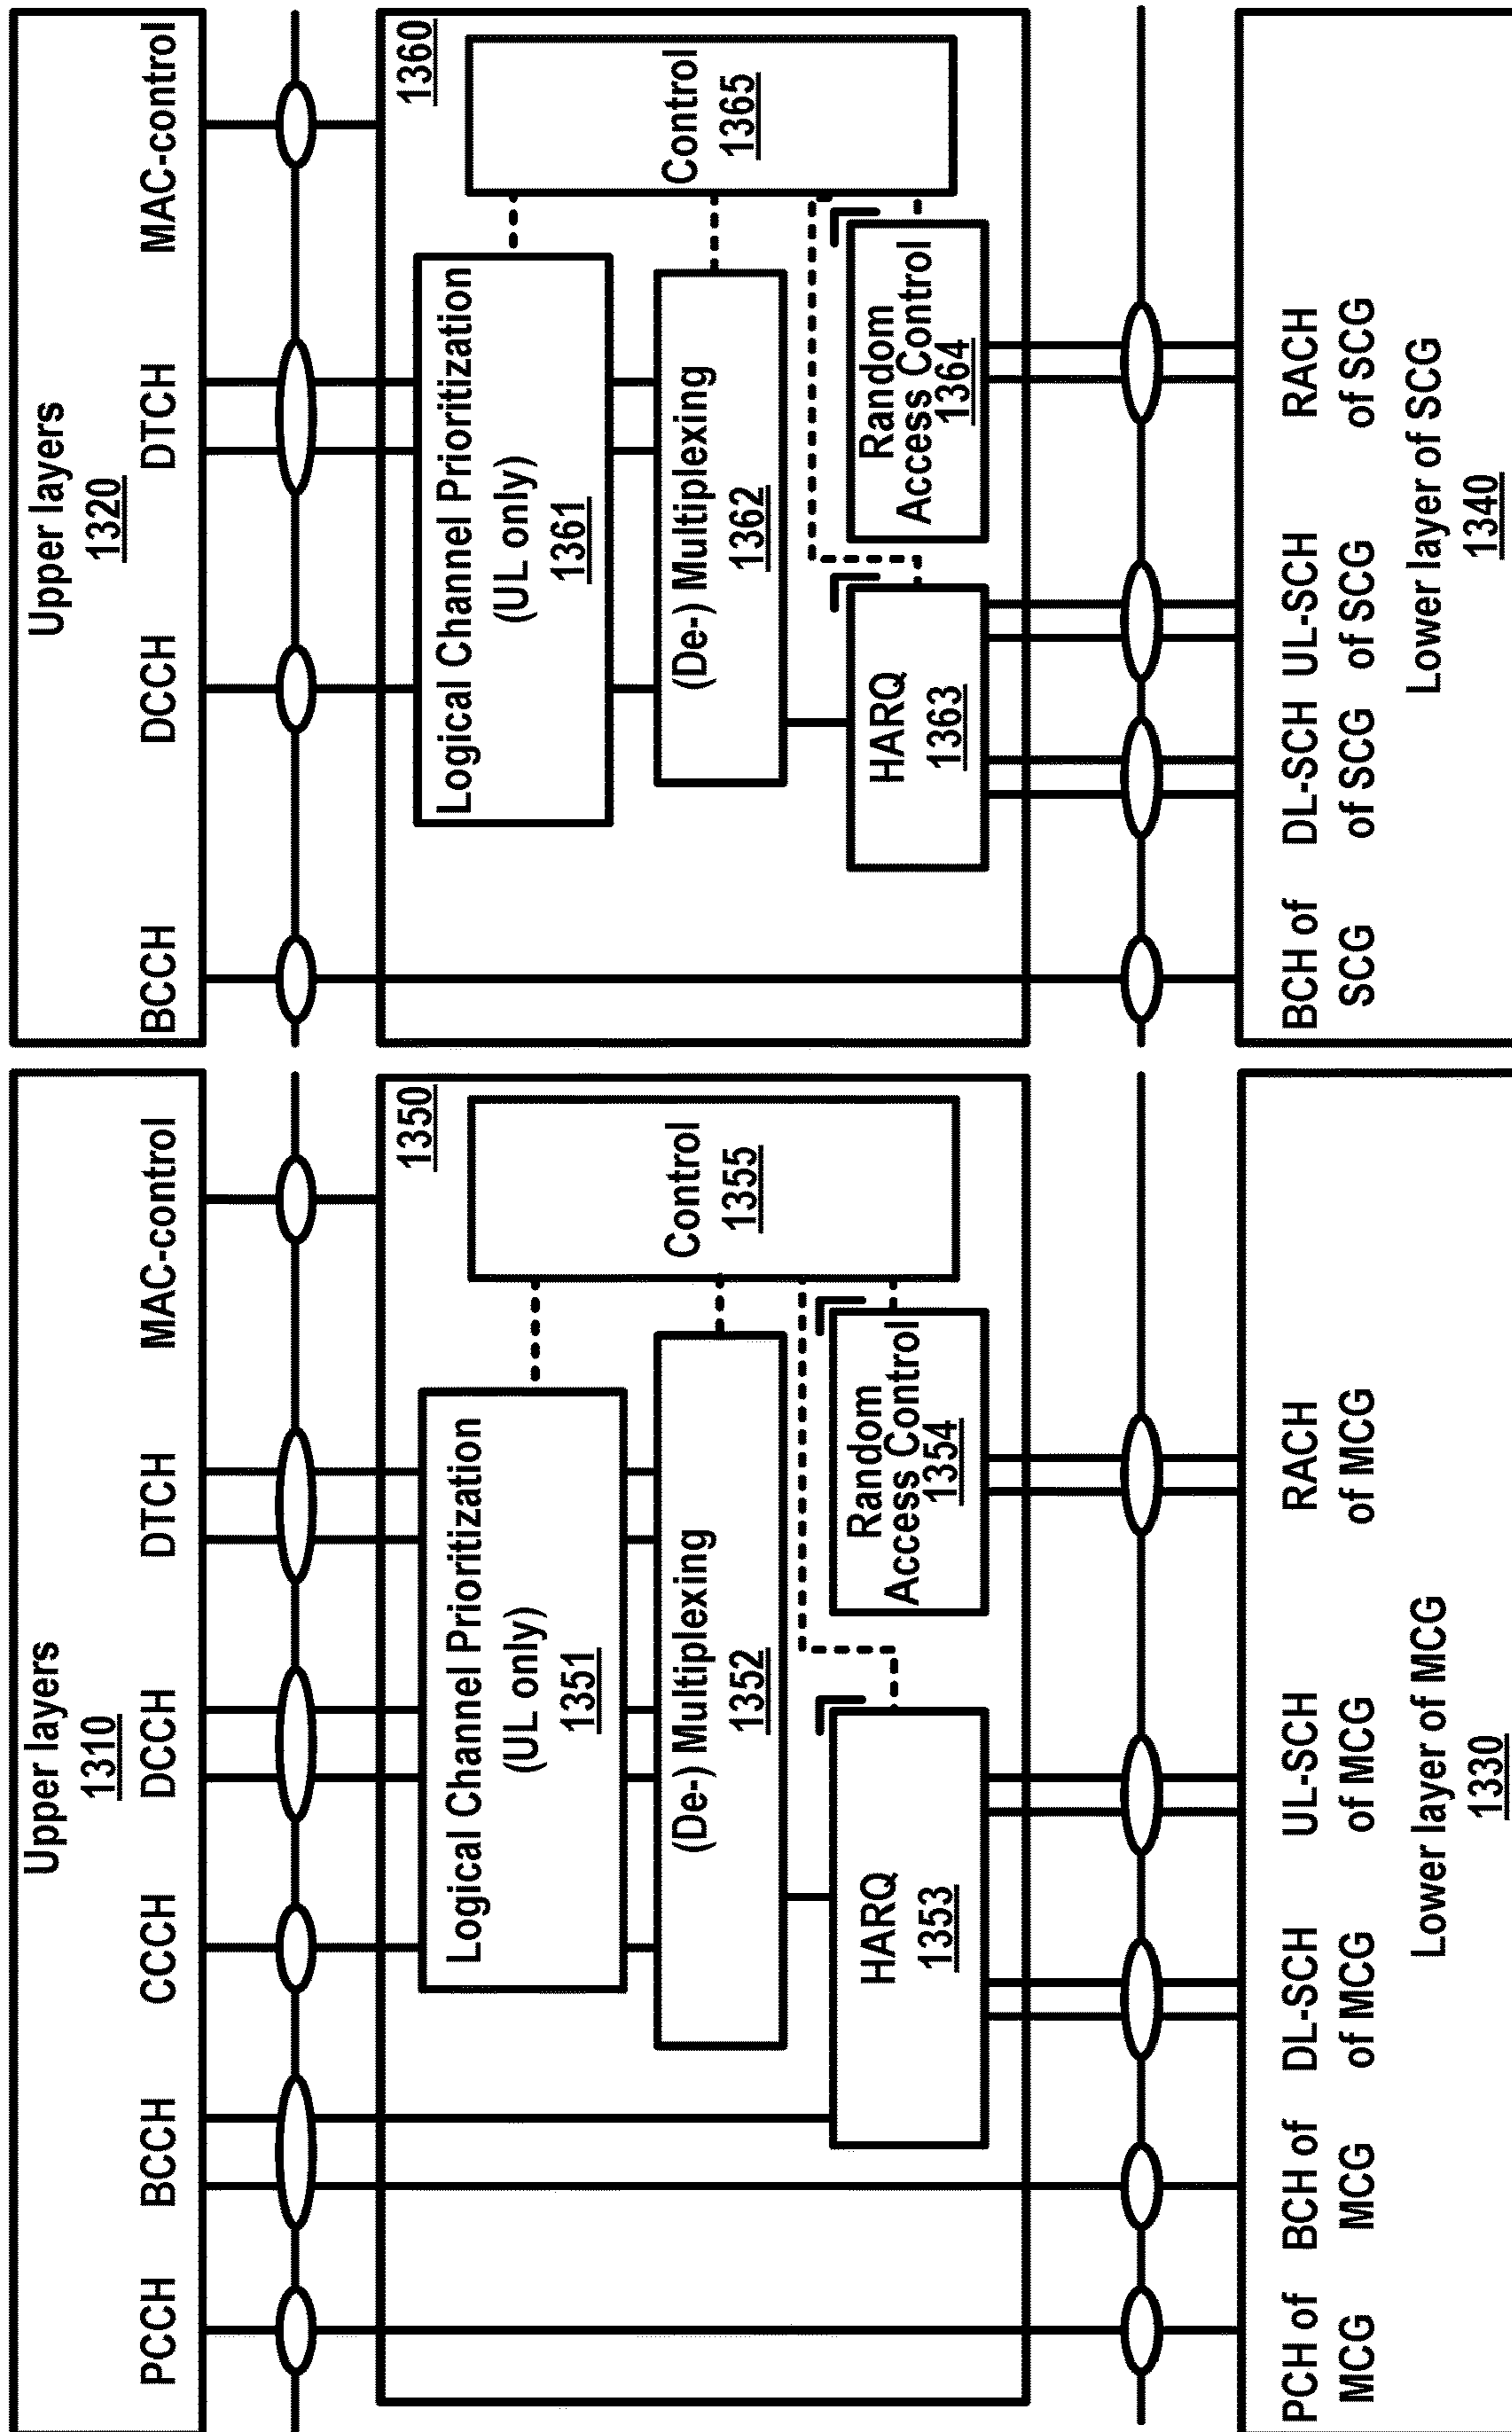 Upper layers
1310
PCCH
BCCH
CCCH
DCCH
DTCH
MAC-control
1350
Logical Channel Prioritization
(UL only)
1351
(De-) Multiplexing
1352
HARQ
1353
Random
Access Control
1354
Control
1355
PCH of
MCG
BCH of
MCG
DL-SCH
of MCG
UL-SCH
of MCG
RACH
of MCG
Lower layer of MCG
1330
Upper layers
1320
BCCH
DCCH
DTCH
MAC-control
1360
Logical Channel Prioritization
(UL only)
1361
(De-) Multiplexing
1362
HARQ
1363
Random
Access Control
1364
Control
1365
BCH of
SCG
DL-SCH
of SCG
UL-SCH
of SCG
RACH
of SCG
Lower layer of SCG
1340